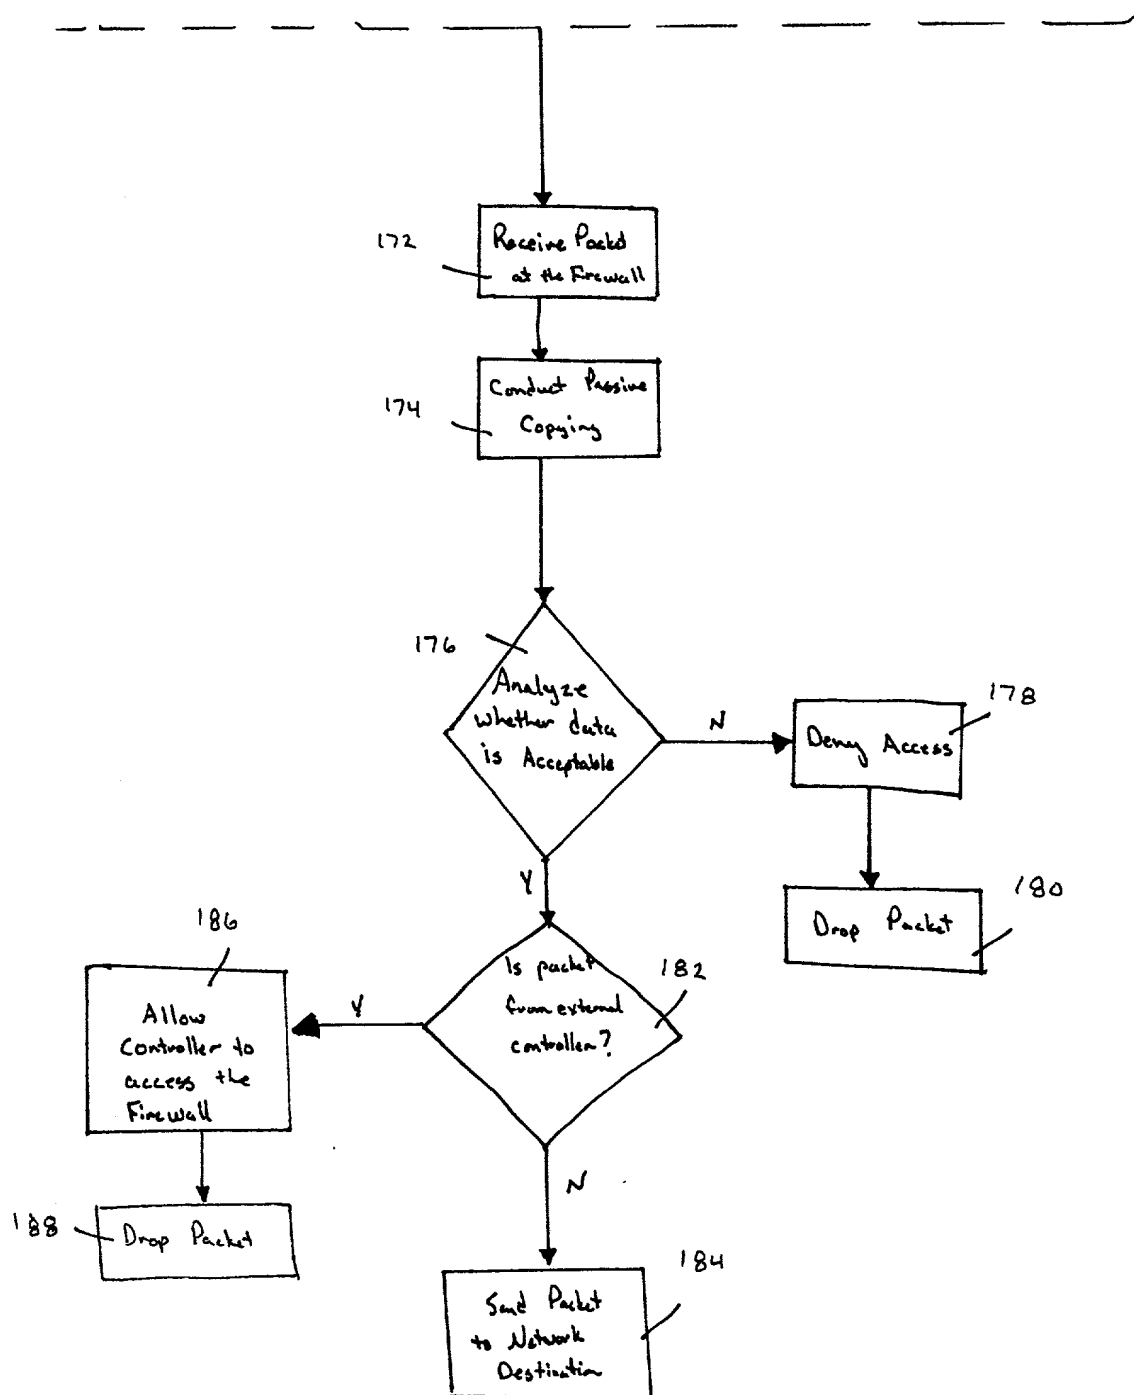 172
Receive Packet
at the Firewall
174
Conduct Passive
Copying
176
Analyze
whether data
is Acceptable
N
178
Deny Access
Y
180
Drop Packet
186
Allow
Controller to
access the
Firewall
Y
182
Is packet
from external
controller?
N
188
Drop Packet
184
Send Packet
to Network
Destination